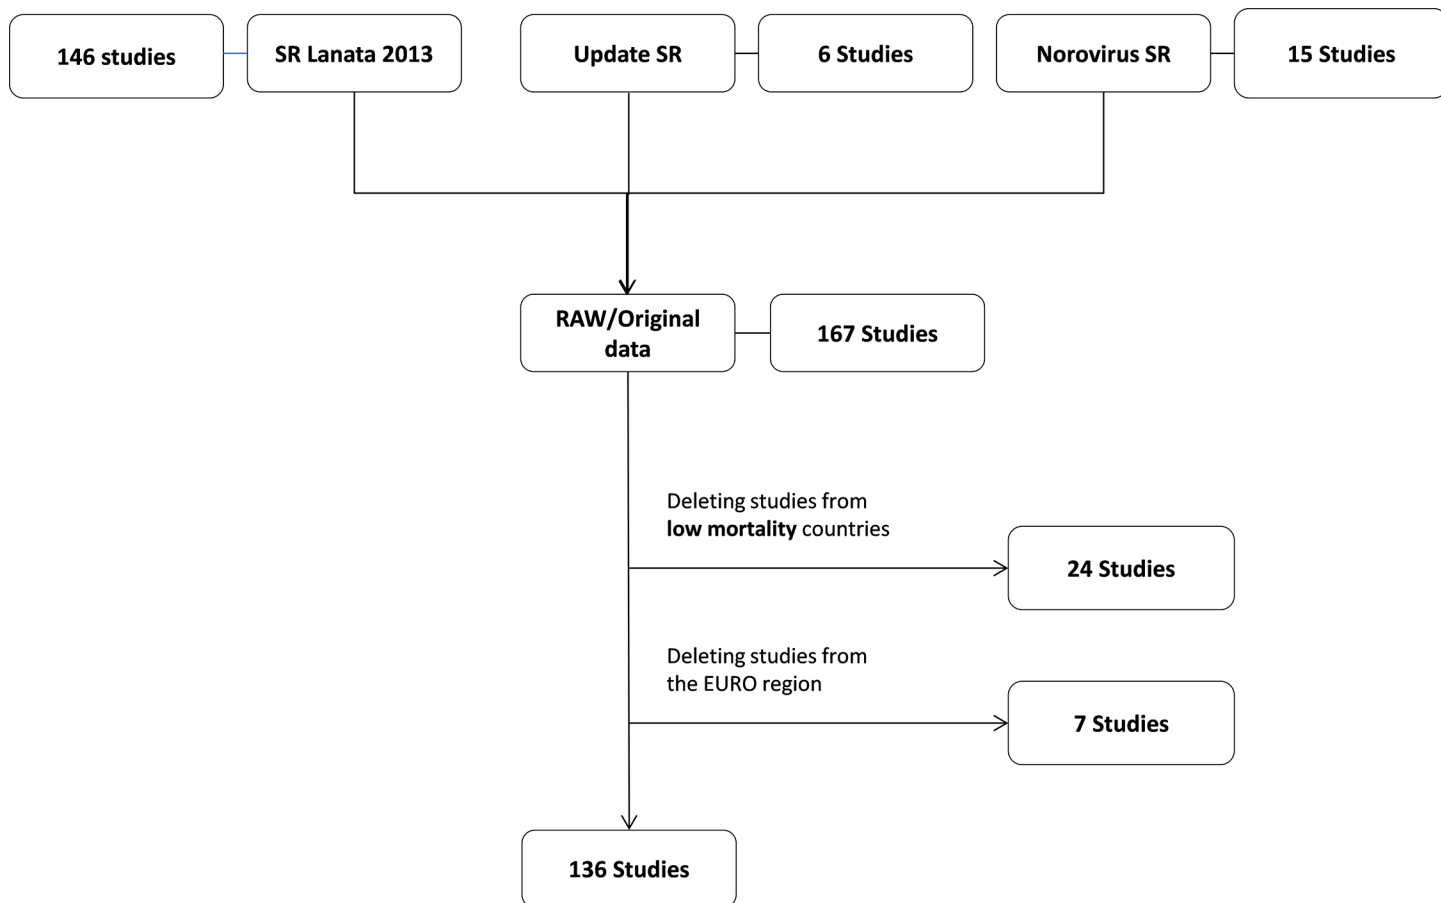 146 studies
SR Lanata 2013
Update SR
6 Studies
Norovirus SR
15 Studies
RAW/Original
data
167 Studies
Deleting studies from
low mortality countries
24 Studies
Deleting studies from
the EURO region
7 Studies
136 Studies